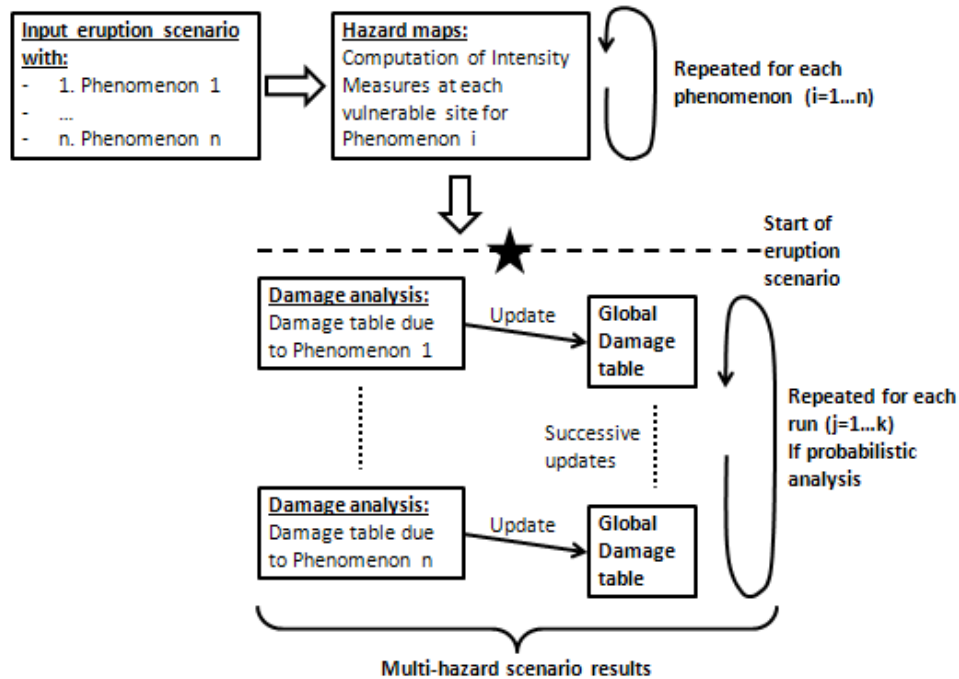 Input eruption scenario
with:
- 1. Phenomenon 1
- ...
- n. Phenomenon n
Hazard maps:
Computation of Intensity
Measures at each
vulnerable site for
Phenomenon i
Repeated for each
phenomenon (i=1...n)
Start of
eruption
scenario
Damage analysis:
Damage table due
to Phenomenon 1
Update
Global
Damage
table
Successive
updates
Repeated for each
run (j=1...k)
If probabilistic
analysis
Damage analysis:
Damage table due
to Phenomenon n
Update
Global
Damage
table
Multi-hazard scenario results